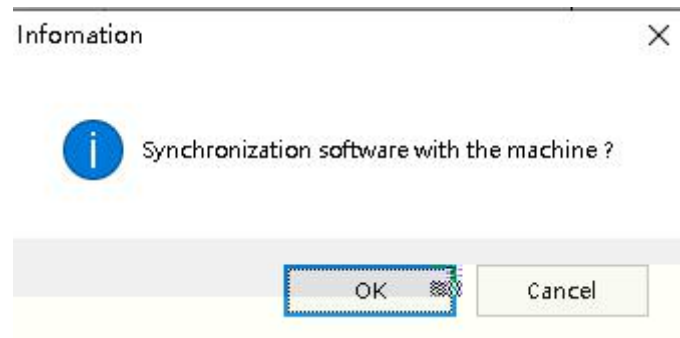 Infomation
Synchronization software with the machine ?
OK
Cancel